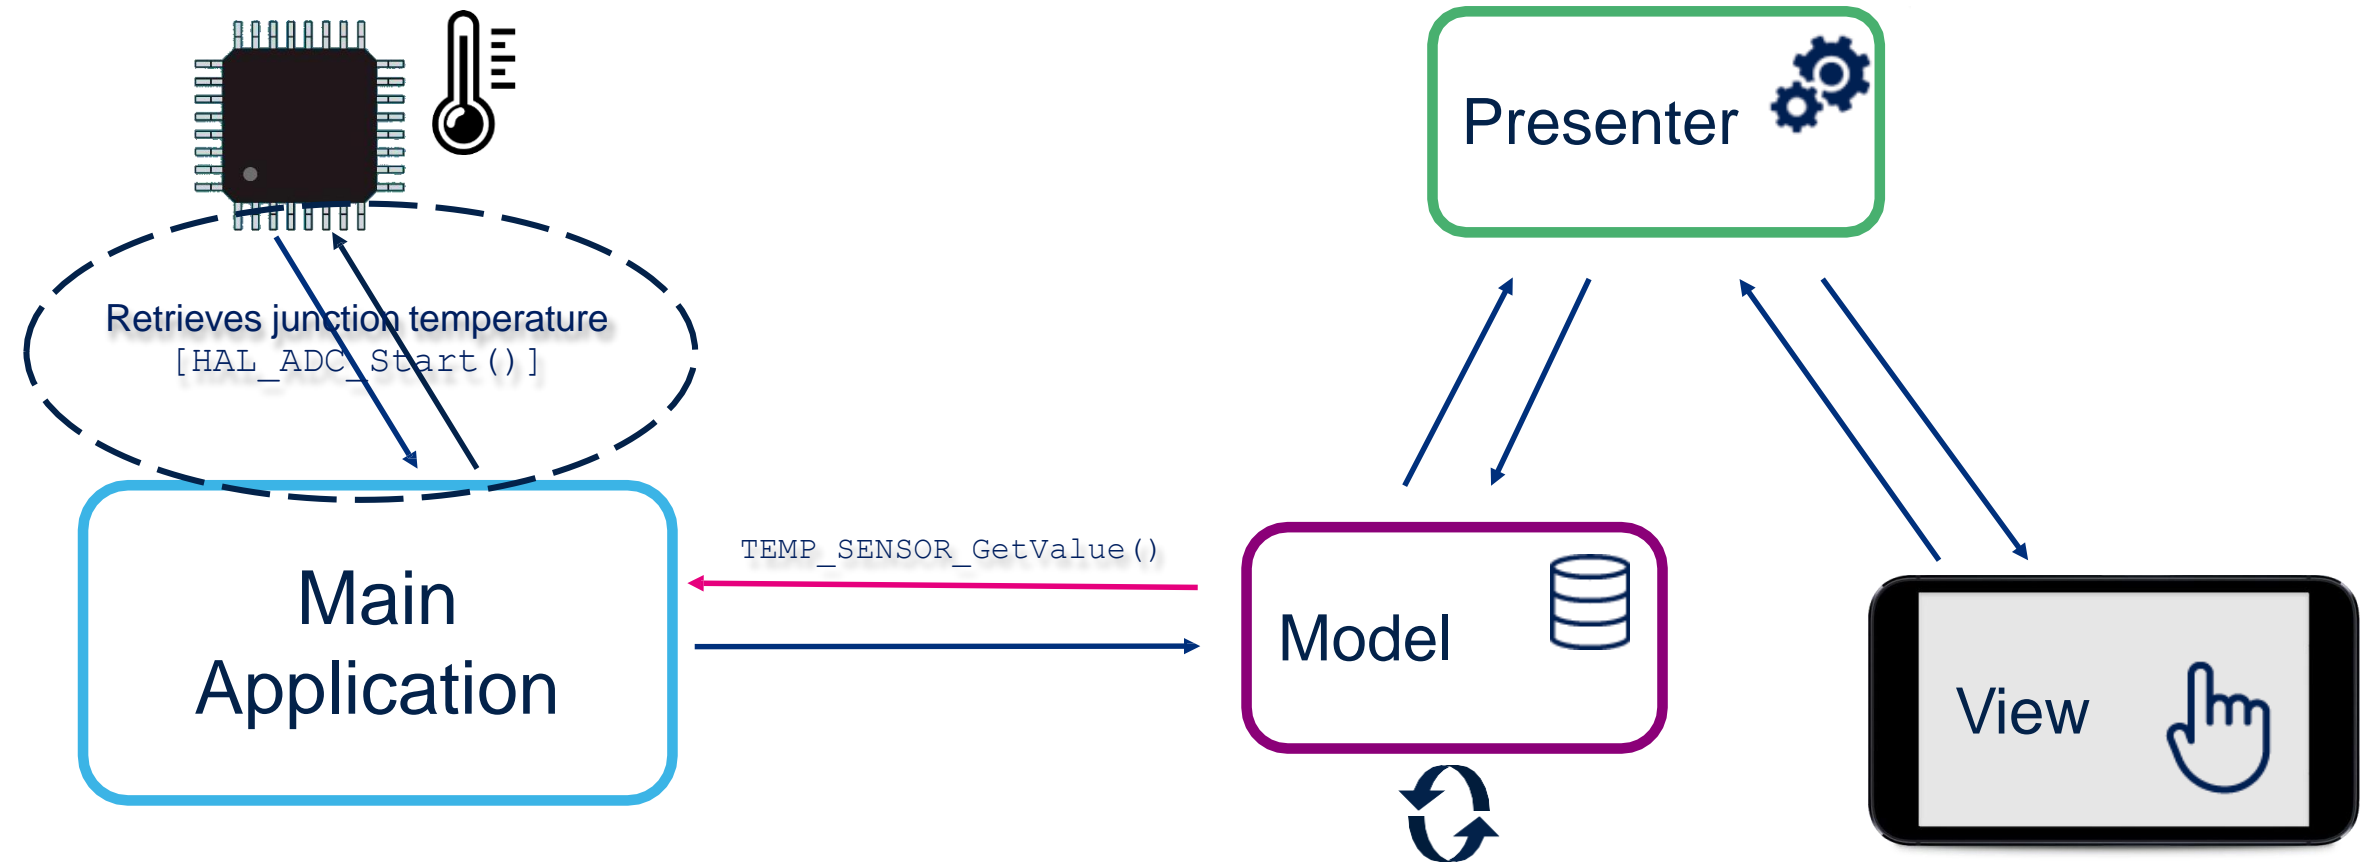 Presenter
Retrieves junction temperature
[HAL_ADC_Start()]
TEMP_SENSOR_GetValue()
Main
Application
Model
View